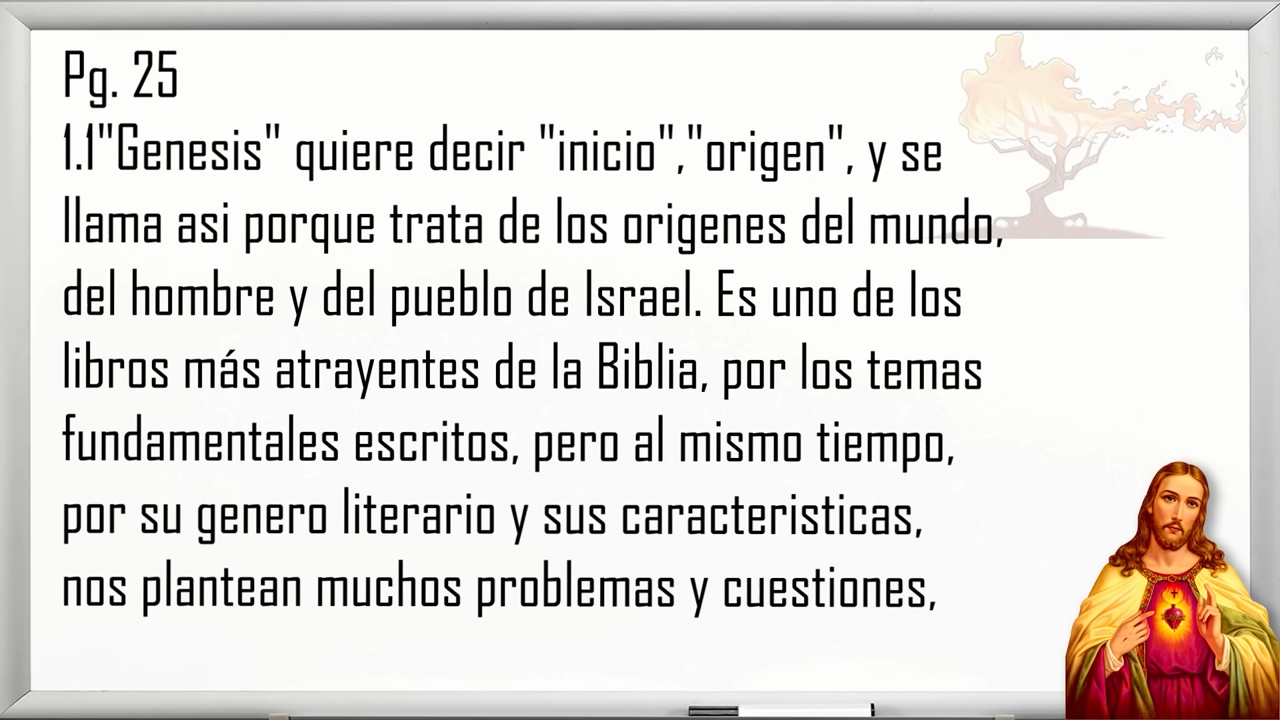 Pg. 25
1.1"Genesis" quiere decir "inicio","origen", y se
llama asi porque trata de los origenes del mundo,
del hombre y del pueblo de Israel. Es uno de los
libros más atrayentes de la Biblia, por los temas
fundamentales escritos, pero al mismo tiempo,
por su genero literario y sus caracteristicas,
nos plantean muchos problemas y cuestiones,